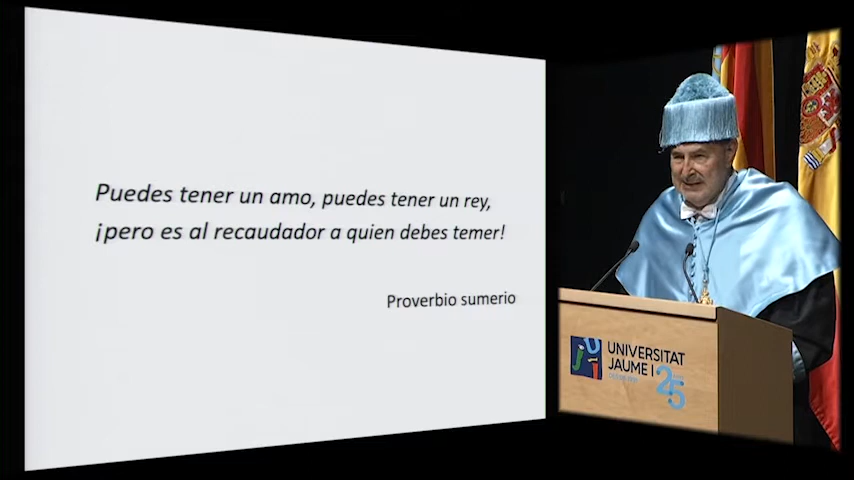 Puedes tener un amo, puedes tener un rey,
¡pero es al recaudador a quien debes temer!
Proverbio sumerio
UNIVERSITAT
JAUME I
25